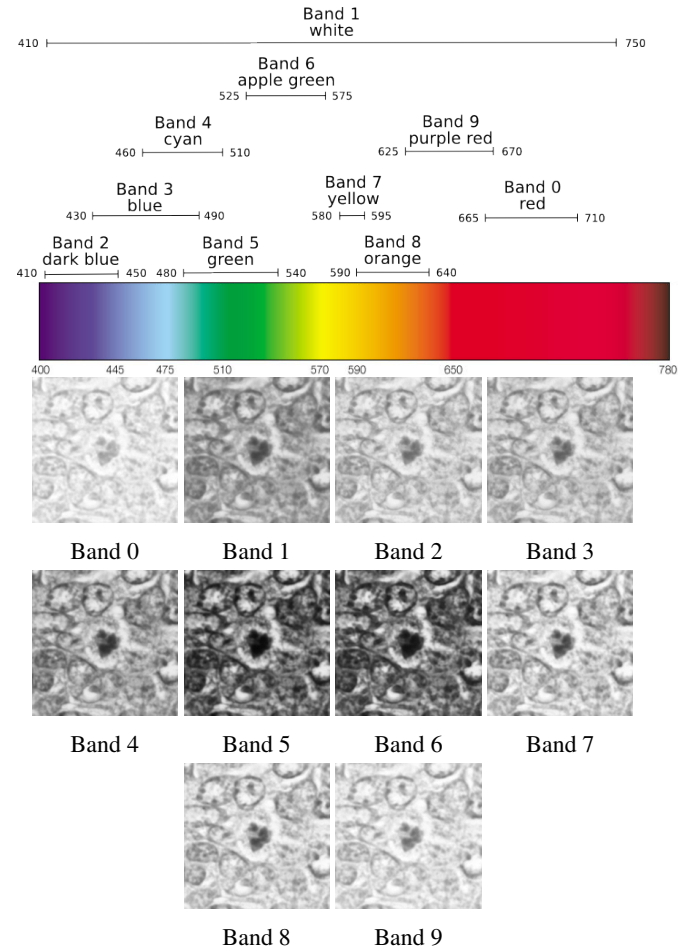 Band 1
white
410 750
Band 6
apple green
525 575
Band 4
cyan
460 510
Band 9
purple red
625 670
Band 3
blue
430 490
Band 7
yellow
580 595
Band 0
red
665 710
Band 2
dark blue
410 450
Band 5
green
480 540
Band 8
orange
590 640
400 445 475 510 570 590 650 780
Band 0 Band 1 Band 2 Band 3
Band 4 Band 5 Band 6 Band 7
Band 8 Band 9